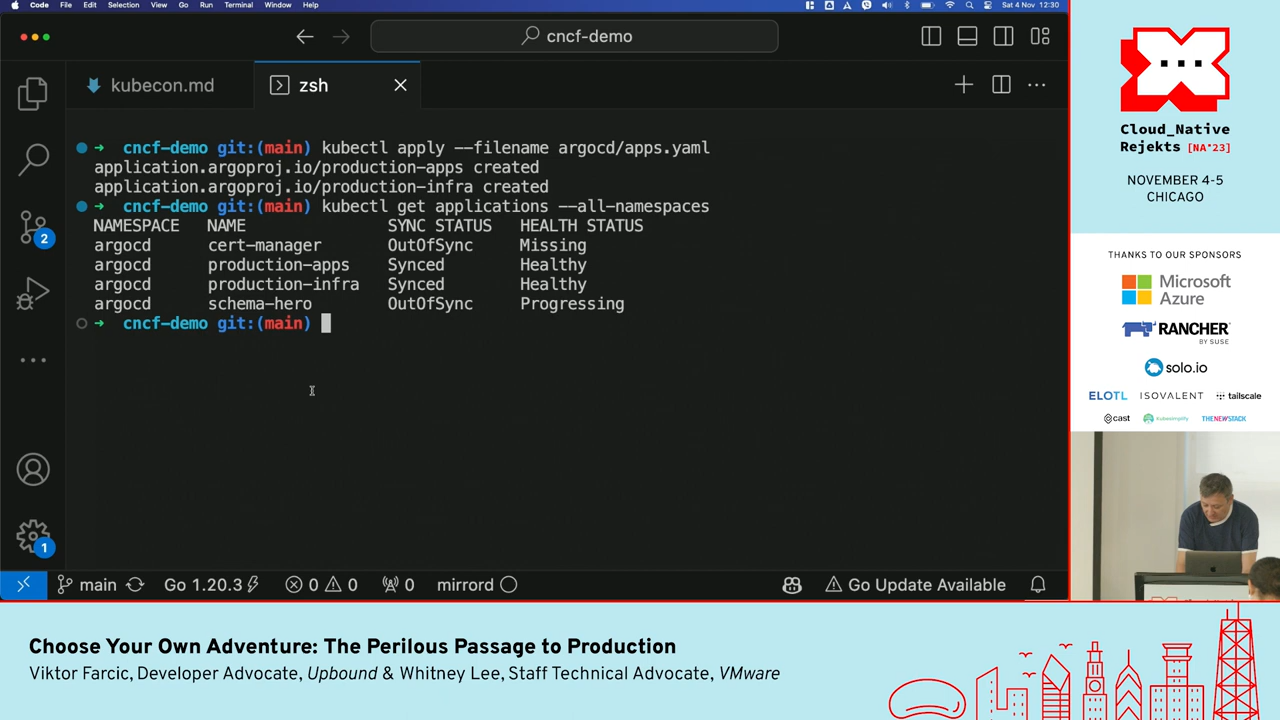 Code File Edit Selection View Go Run Terminal Window Help
Sat 4 Nov 12:30
cncf-demo
kubecon.md
zsh
cncf-demo git:(main) kubectl apply --filename argocd/apps.yaml
application.argoproj.io/production-apps created
application.argoproj.io/production-infra created
cncf-demo git:(main) kubectl get applications --all-namespaces
NAMESPACE NAME SYNC STATUS HEALTH STATUS
argocd cert-manager OutOfSync Missing
argocd production-apps Synced Healthy
argocd production-infra Synced Healthy
argocd schema-hero OutOfSync Progressing
cncf-demo git:(main)
2
1
main Go 1.20.3 0 0 0 mirrord Go Update Available
Cloud_Native
Rejekts [NA'23]
NOVEMBER 4-5
CHICAGO
THANKS TO OUR SPONSORS
Microsoft
Azure
RANCHER
BY SUSE
solo.io
ELOTL ISOVALENT tailscale
cast Kubesimplify THENEWSTACK
Choose Your Own Adventure: The Perilous Passage to Production
Viktor Farcic, Developer Advocate, Upbound & Whitney Lee, Staff Technical Advocate, VMware